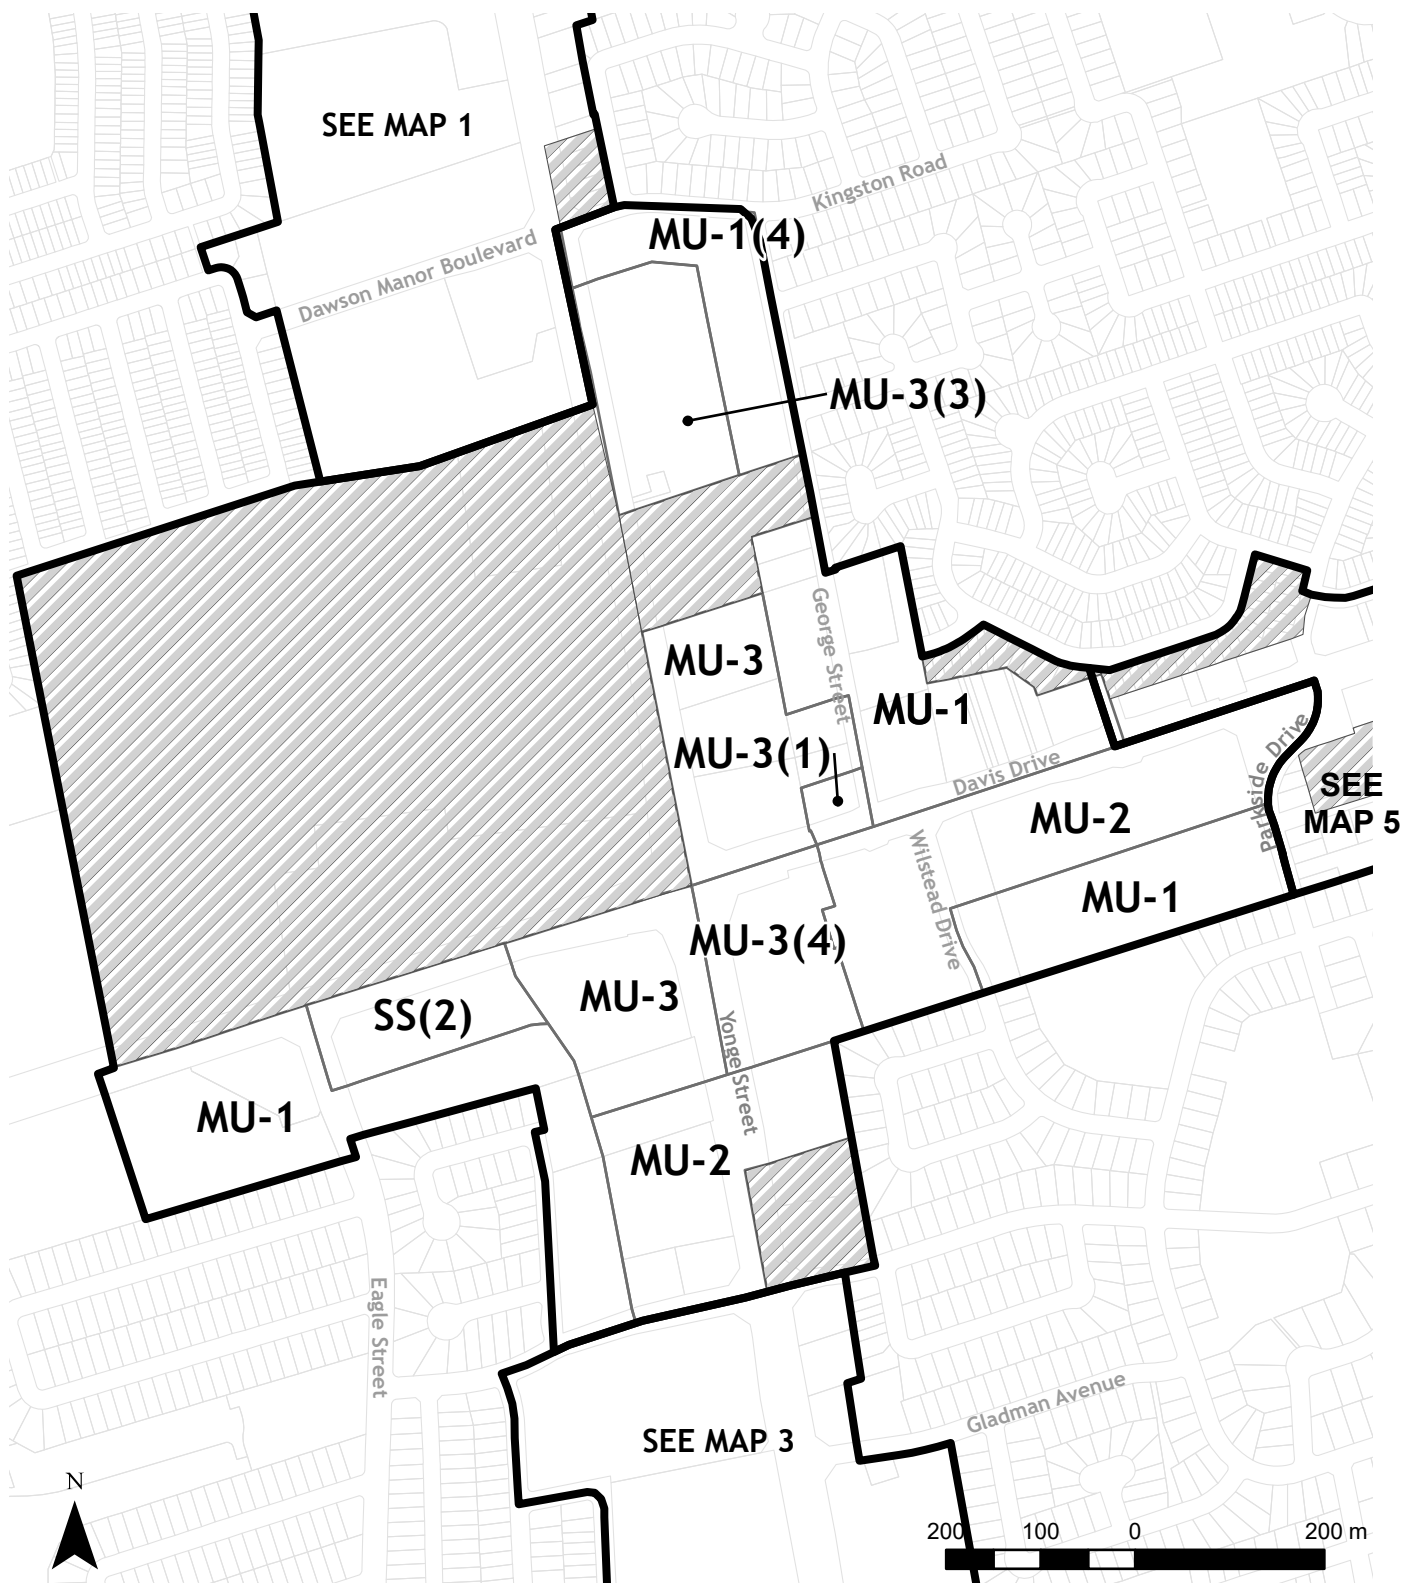 SEE MAP 1
Kingston Road
MU-1(4)
Dawson Manor Boulevard
MU-3(3)
George Street
MU-3
MU-1
MU-3(1)
Davis Drive
Parkside Drive
SEE
MAP 5
MU-2
Wilstead Drive
MU-1
MU-3(4)
MU-3
SS(2)
Yonge Street
MU-1
MU-2
Eagle Street
Gladman Avenue
SEE MAP 3
N
200 100 0 200 m